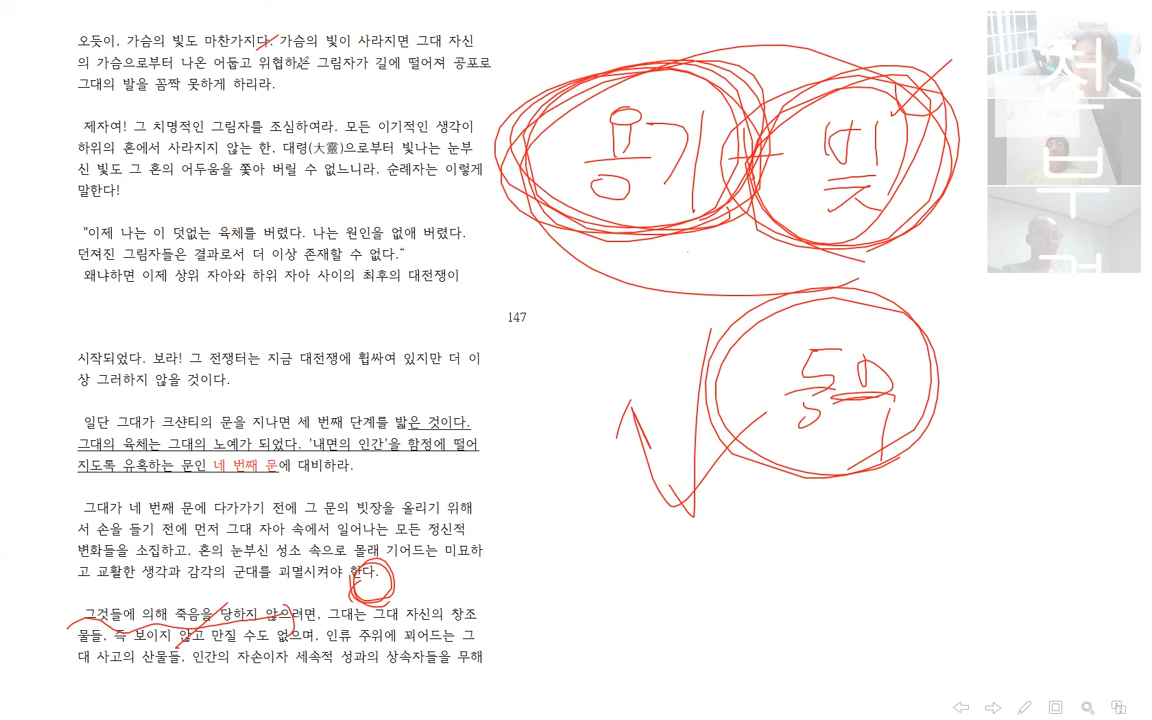 오듯이, 가슴의 빛도 마찬가지다. 가슴의 빛이 사라지면 그대 자신
의 가슴으로부터 나온 어둡고 위협하는 그림자가 길에 떨어져 공포로
그대의 발을 꼼짝 못하게 하리라.
제자여! 그 치명적인 그림자를 조심하여라. 모든 이기적인 생각이
하위의 혼에서 사라지지 않는 한, 대령(大靈)으로부터 빛나는 눈부
신 빛도 그 혼의 어두움을 쫓아 버릴 수 없느니라. 순례자는 이렇게
말한다!
"이제 나는 이 덧없는 육체를 버렸다. 나는 원인을 없애 버렸다.
던져진 그림자들은 결과로서 더 이상 존재할 수 없다."
왜냐하면 이제 상위 자아와 하위 자아 사이의 최후의 대전쟁이
147
시작되었다. 보라! 그 전쟁터는 지금 대전쟁에 휩싸여 있지만 더 이
상 그러하지 않을 것이다.
일단 그대가 크샨티의 문을 지나면 세 번째 단계를 밟은 것이다.
그대의 육체는 그대의 노예가 되었다. '내면의 인간'을 함정에 떨어
지도록 유혹하는 문인 네 번째 문에 대비하라.
그대가 네 번째 문에 다가가기 전에 그 문의 빗장을 올리기 위해
서 손을 들기 전에 먼저 그대 자아 속에서 일어나는 모든 정신적
변화들을 소집하고, 혼의 눈부신 성소 속으로 몰래 기어드는 미묘하
고 교활한 생각과 감각의 군대를 괴멸시켜야 한다.
그것들에 의해 죽음을 당하지 않으려면, 그대는 그대 자신의 창조
물들, 즉 보이지 않고 만질 수도 없으며, 인류 주위에 꾀어드는 그
대 사고의 산물들, 인간의 자손이자 세속적 성과의 상속자들을 무해
용기 + 빛